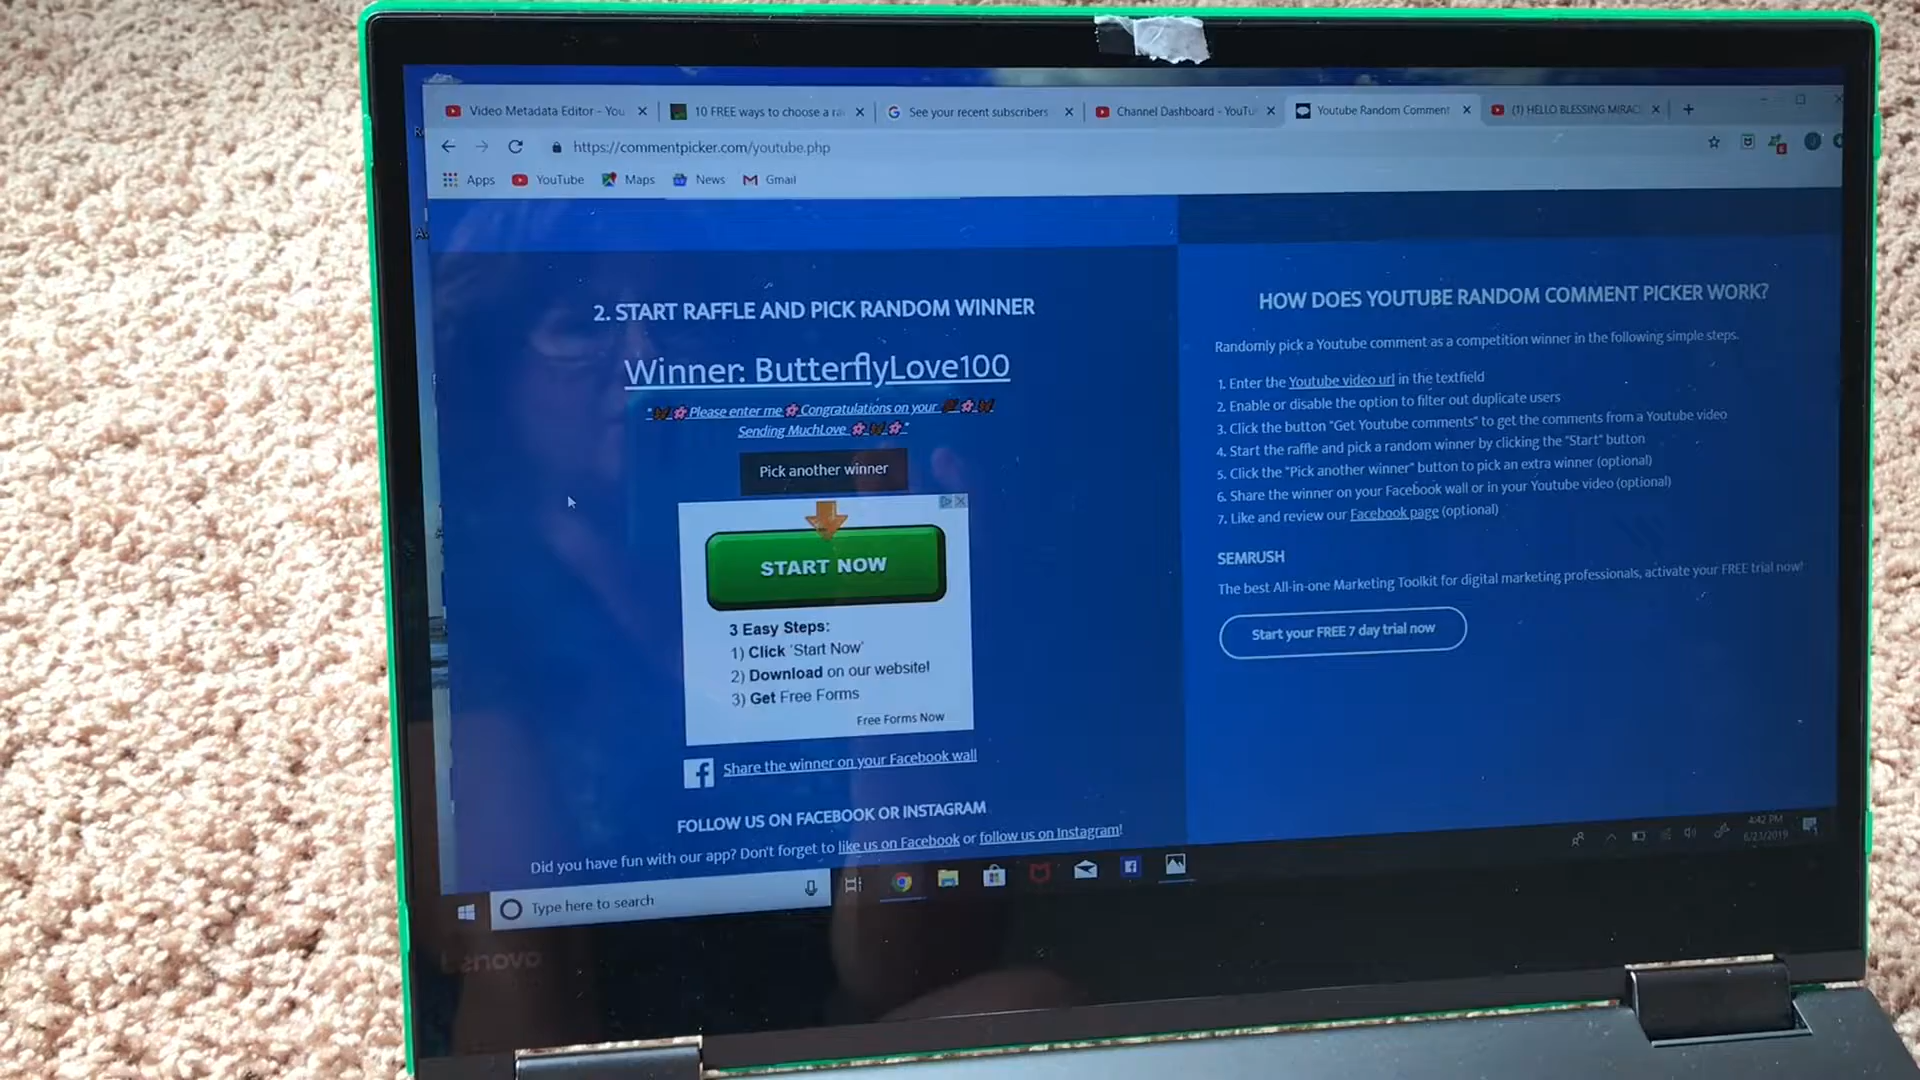 Video Metadata Editor - You
10 FREE ways to choose a ra
See your recent subscribers
Channel Dashboard - YouTu
Youtube Random Comment
(1) HELLO BLESSING MIRAC
https://commentpicker.com/youtube.php
Apps
YouTube
Maps
News
Gmail
2. START RAFFLE AND PICK RANDOM WINNER
Winner: ButterflyLove100
"🦋🌸Please enter me🌸Congratulations on your 🌸🦋
Sending MuchLove 🌸🦋🌸"
Pick another winner
START NOW
3 Easy Steps:
1) Click 'Start Now'
2) Download on our website!
3) Get Free Forms
Free Forms Now
Share the winner on your Facebook wall
FOLLOW US ON FACEBOOK OR INSTAGRAM
Did you have fun with our app? Don't forget to like us on Facebook or follow us on Instagram!
HOW DOES YOUTUBE RANDOM COMMENT PICKER WORK?
Randomly pick a Youtube comment as a competition winner in the following simple steps.
1. Enter the Youtube video url in the textfield
2. Enable or disable the option to filter out duplicate users
3. Click the button "Get Youtube comments" to get the comments from a Youtube video
4. Start the raffle and pick a random winner by clicking the "Start" button
5. Click the "Pick another winner" button to pick an extra winner (optional)
6. Share the winner on your Facebook wall or in your Youtube video (optional)
7. Like and review our Facebook page (optional)
SEMRUSH
The best All-in-one Marketing Toolkit for digital marketing professionals, activate your FREE trial now!
Start your FREE 7 day trial now
4:42 PM
6/23/2019
Type here to search
Lenovo